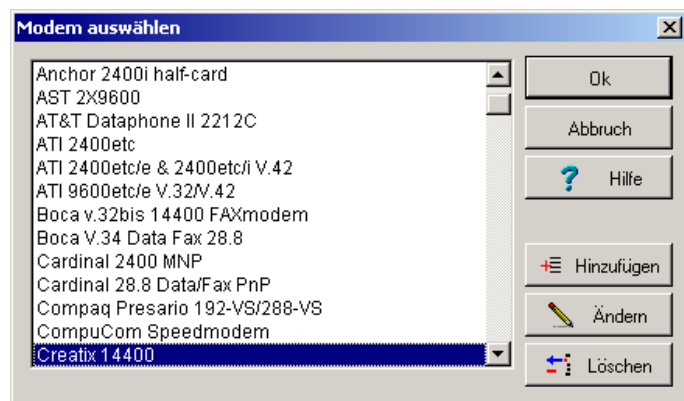 Modem auswählen
Anchor 2400i half-card
AST 2X9600
AT&T Dataphone II 2212C
ATI 2400etc
ATI 2400etc/e & 2400etc/i V.42
ATI 9600etc/e V.32/V.42
Boca v.32bis 14400 FAXmodem
Boca V.34 Data Fax 28.8
Cardinal 2400 MNP
Cardinal 28.8 Data/Fax PnP
Compaq Presario 192-VS/288-VS
CompuCom Speedmodem
Creatix 14400
Ok
Abbruch
Hilfe
Hinzufügen
Ändern
Löschen